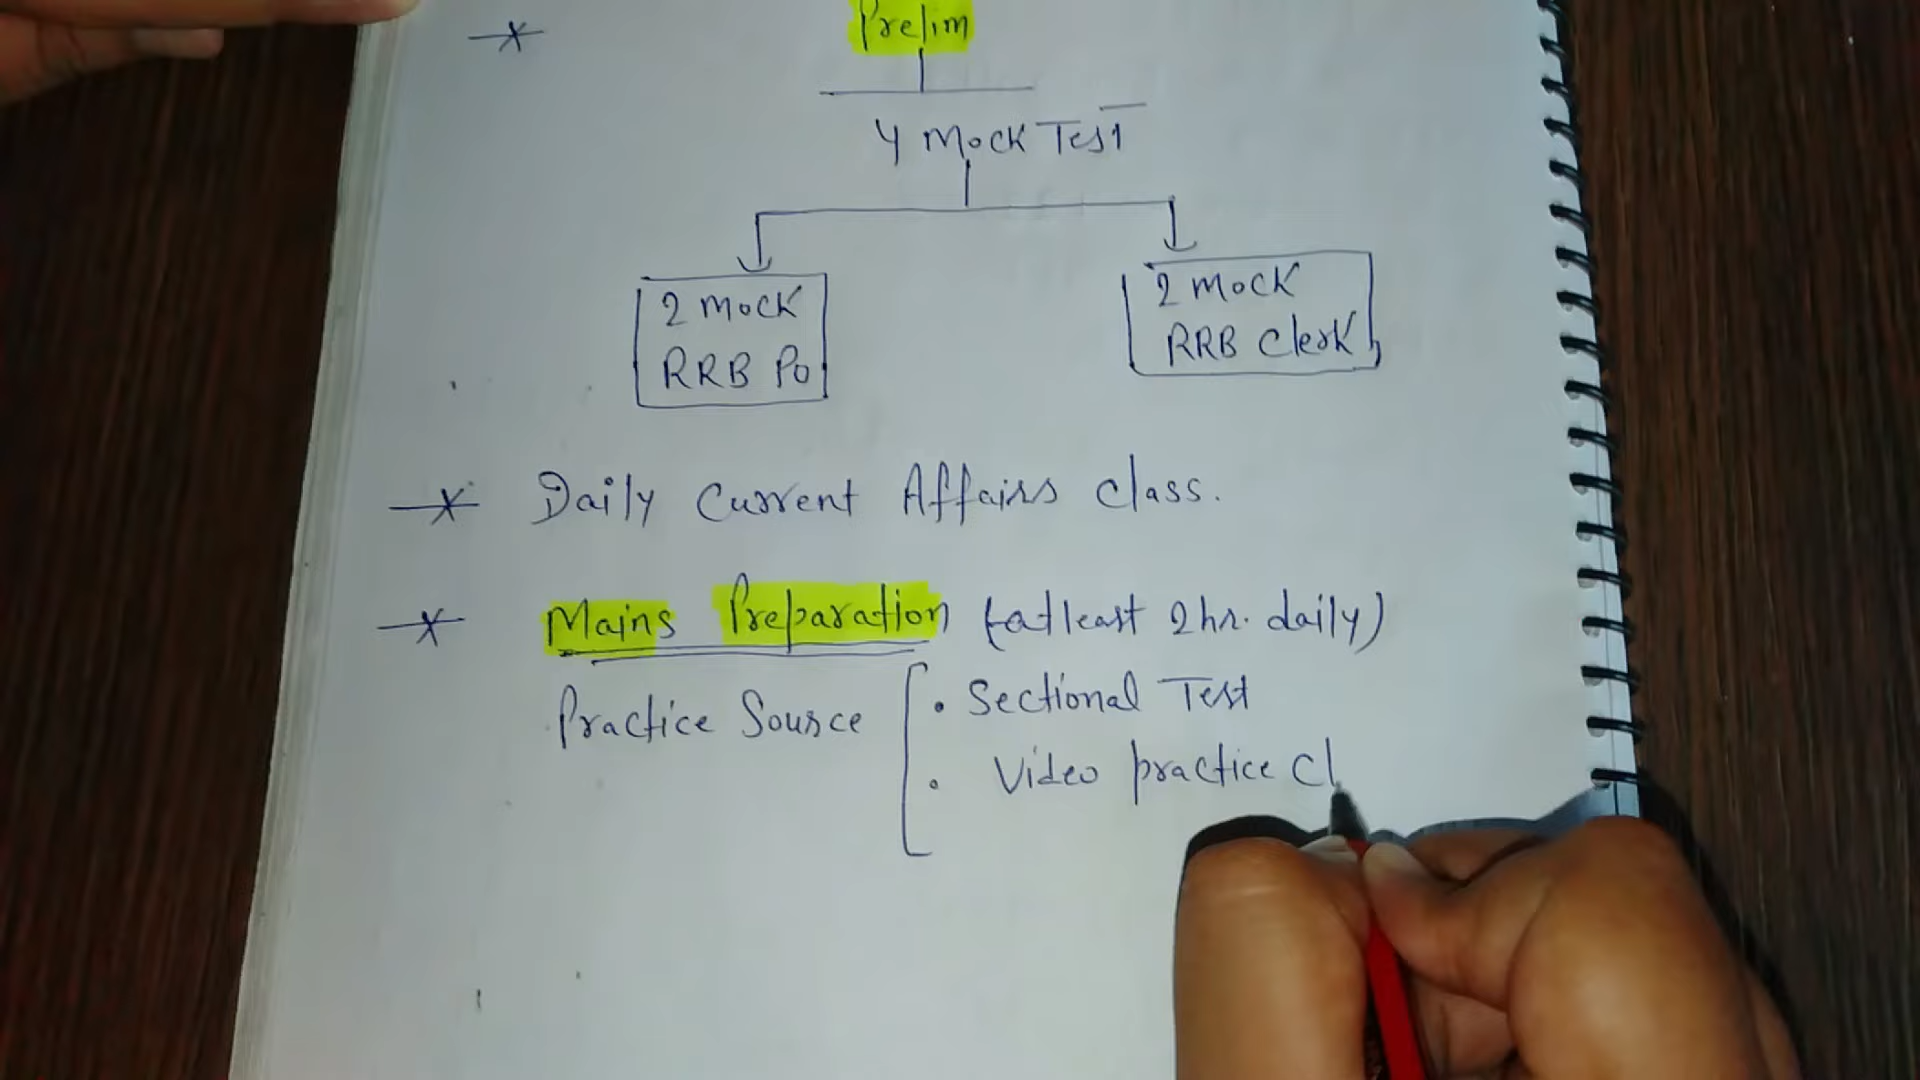 Prelim
4 Mock Test
2 mock
RRB Po
2 mock
RRB Clerk
Daily Current Affairs class.
Mains Preparation (atleast 2hr. daily)
Practice Source
• Sectional Test
• Video practice Cl